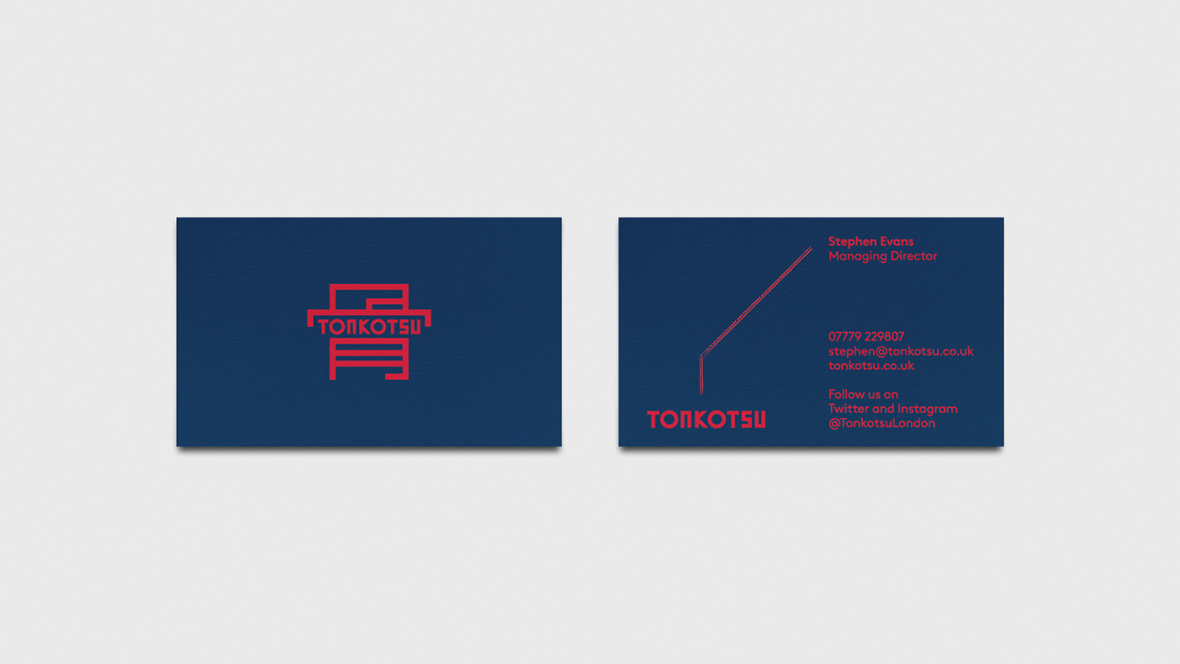 TONKOTSU
Stephen Evans
Managing Director
07779 229807
stephen@tonkotsu.co.uk
tonkotsu.co.uk
Follow us on
Twitter and Instagram
@TonkotsuLondon
TONKOTSU